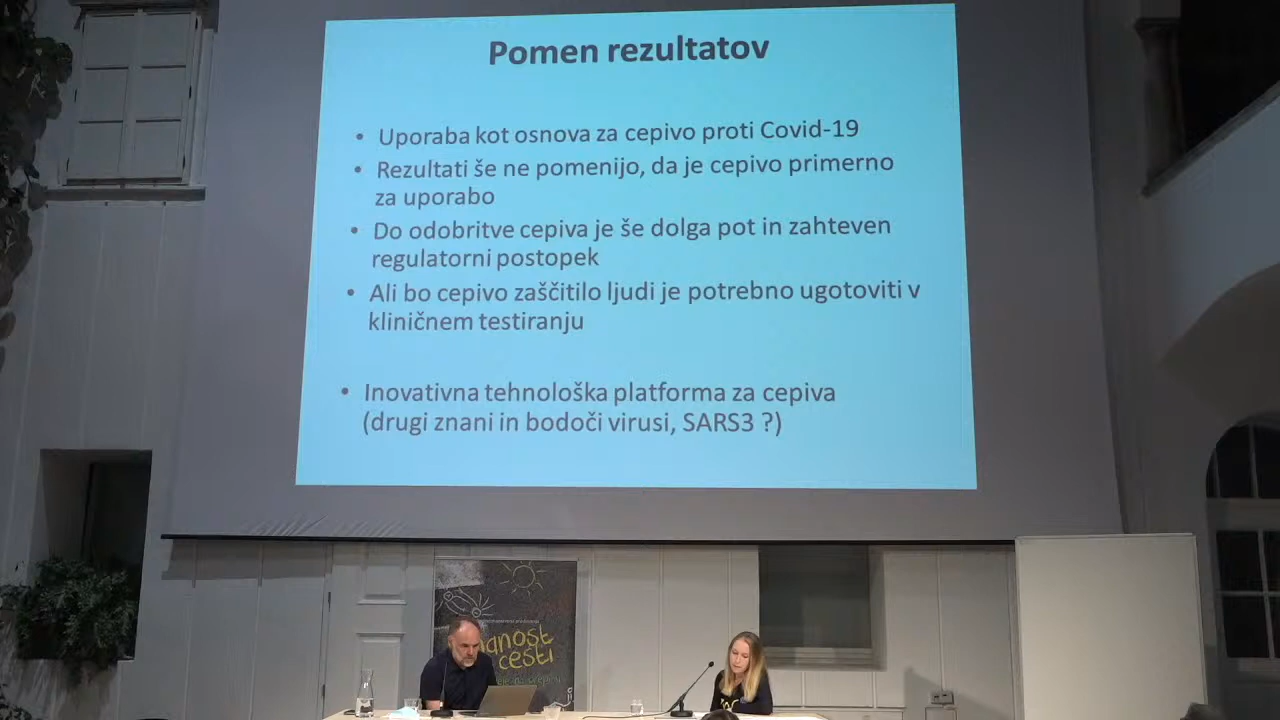 Pomen rezultatov
• Uporaba kot osnova za cepivo proti Covid-19
• Rezultati še ne pomenijo, da je cepivo primerno
za uporabo
• Do odobritve cepiva je še dolga pot in zahteven
regulatorni postopek
• Ali bo cepivo zaščitilo ljudi je potrebno ugotoviti v
kliničnem testiranju
• Inovativna tehnološka platforma za cepiva
(drugi znani in bodoči virusi, SARS3 ?)
anost
cesti